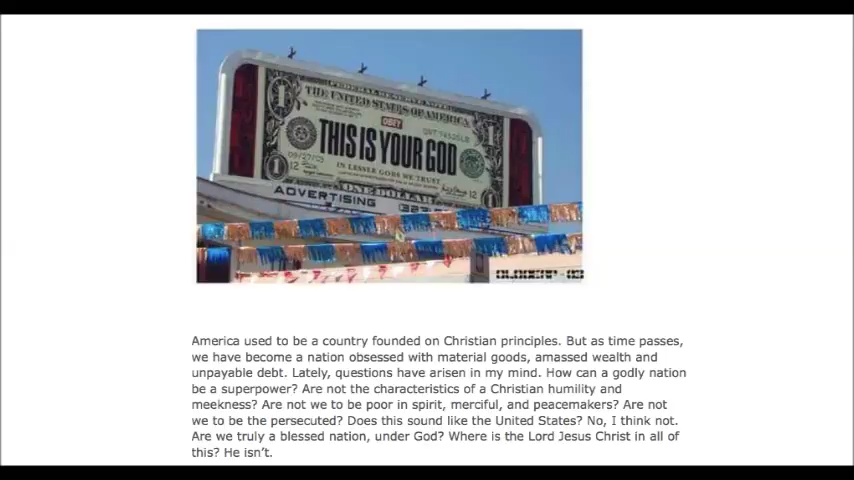 FEDERAL RESERVE NOTE
THE UNITED STATES OF AMERICA
OBEY
THIS IS YOUR GOD
09/27/03
12
IN LESSER GODS WE TRUST
12
ONE DOLLAR
ADVERTISING
America used to be a country founded on Christian principles. But as time passes,
we have become a nation obsessed with material goods, amassed wealth and
unpayable debt. Lately, questions have arisen in my mind. How can a godly nation
be a superpower? Are not the characteristics of a Christian humility and
meekness? Are not we to be poor in spirit, merciful, and peacemakers? Are not
we to be the persecuted? Does this sound like the United States? No, I think not.
Are we truly a blessed nation, under God? Where is the Lord Jesus Christ in all of
this? He isn't.